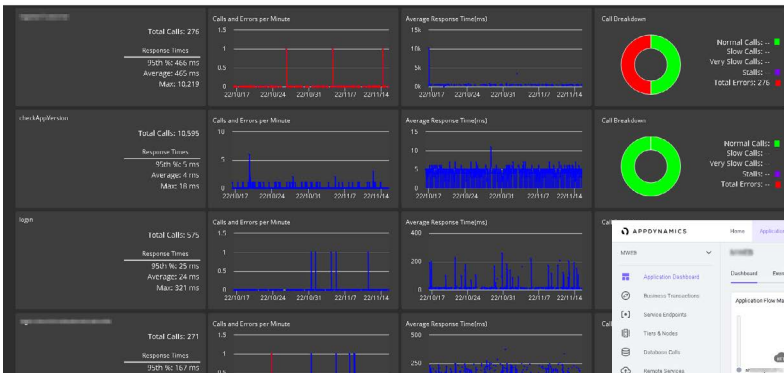 Total Calls: 276
Response Times
95th %: 466 ms
Average: 465 ms
Max: 10,219
Calls and Errors per Minute
1.5
1
0.5
0
22/10/17 22/10/24 22/10/31 22/11/7 22/11/14
Average Response Time(ms)
15k
10k
5k
0k
22/10/17 22/10/24 22/10/31 22/11/7 22/11/14
Call Breakdown
Normal Calls: --
Slow Calls: --
Very Slow Calls: --
Stalls: --
Total Errors: 276
checkAppVersion
Total Calls: 10,595
Response Times
95th %: 5 ms
Average: 4 ms
Max: 18 ms
Calls and Errors per Minute
10
5
0
22/10/17 22/10/24 22/10/31 22/11/7 22/11/14
Average Response Time(ms)
15
10
5
0
22/10/17 22/10/24 22/10/31 22/11/7 22/11/14
Call Breakdown
Normal Calls: --
Slow Calls: --
Very Slow Calls: --
Stalls: --
Total Errors: --
login
Total Calls: 575
Response Times
95th %: 25 ms
Average: 24 ms
Max: 321 ms
Calls and Errors per Minute
1.5
1
0.5
0
22/10/17 22/10/24 22/10/31 22/11/7 22/11/14
Average Response Time(ms)
400
200
0
22/10/17 22/10/24 22/10/31 22/11/7 22/11/14
Call
Total Calls: 271
Response Times
95th %: 167 ms
Calls and Errors per Minute
1.5
1
0.5
Average Response Time(ms)
500
250
Call
APPDYNAMICS
Home Application
MWEB
Application Dashboard
Business Transactions
Service Endpoints
Tiers & Nodes
Database Calls
Remote Services
Dashboard
Application Flow Ma